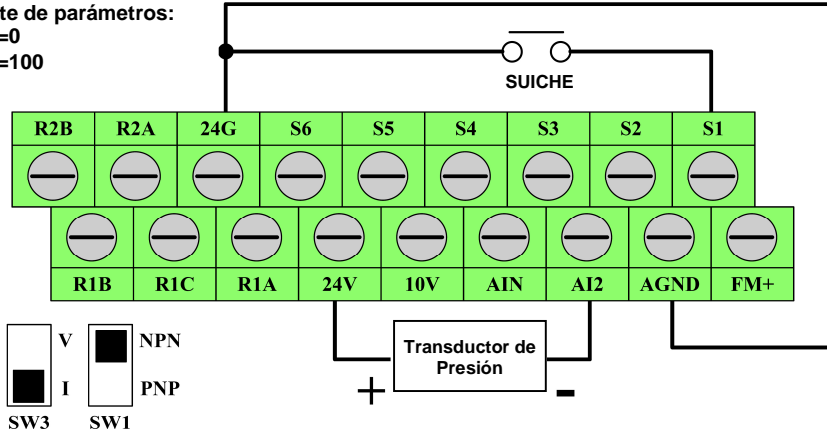 te de parámetros:
=0
=100
SUICHE
R2B R2A 24G S6 S5 S4 S3 S2 S1
R1B R1C R1A 24V 10V AIN AI2 AGND FM+
V NPN
I PNP
SW3 SW1
Transductor de
Presión
+ -